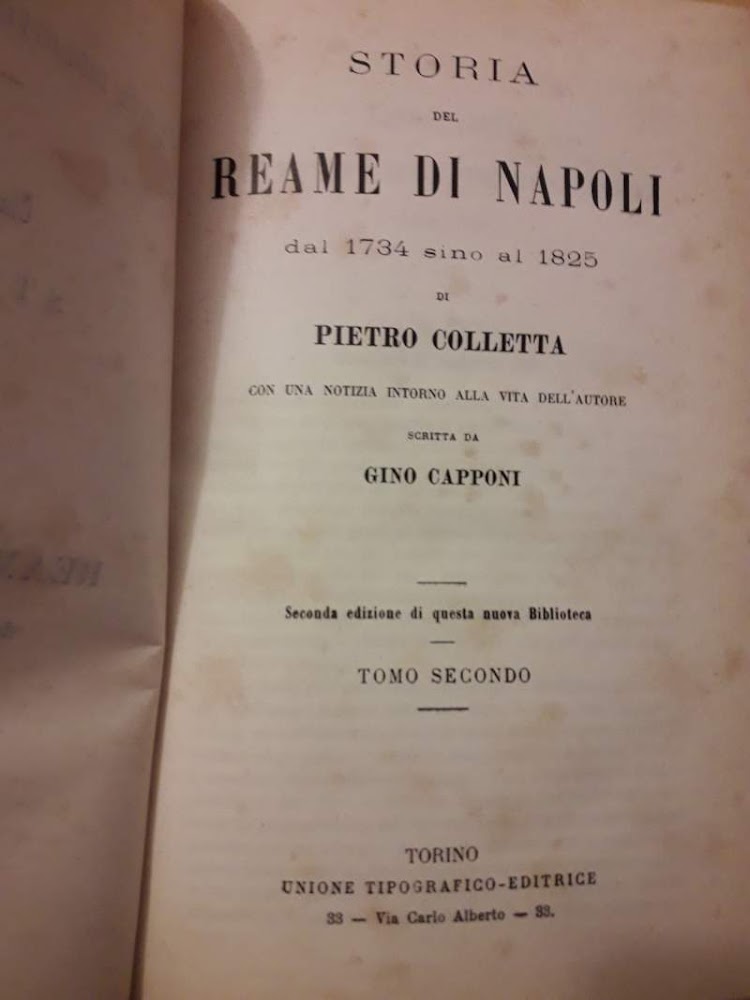 STORIA
DEL
REAME DI NAPOLI
dal 1734 sino al 1825
DI
PIETRO COLLETTA
CON UNA NOTIZIA INTORNO ALLA VITA DELL'AUTORE
SCRITTA DA
GINO CAPPONI
Seconda edizione di questa nuova Biblioteca
TOMO SECONDO
TORINO
UNIONE TIPOGRAFICO-EDITRICE
33 — Via Carlo Alberto — 33.